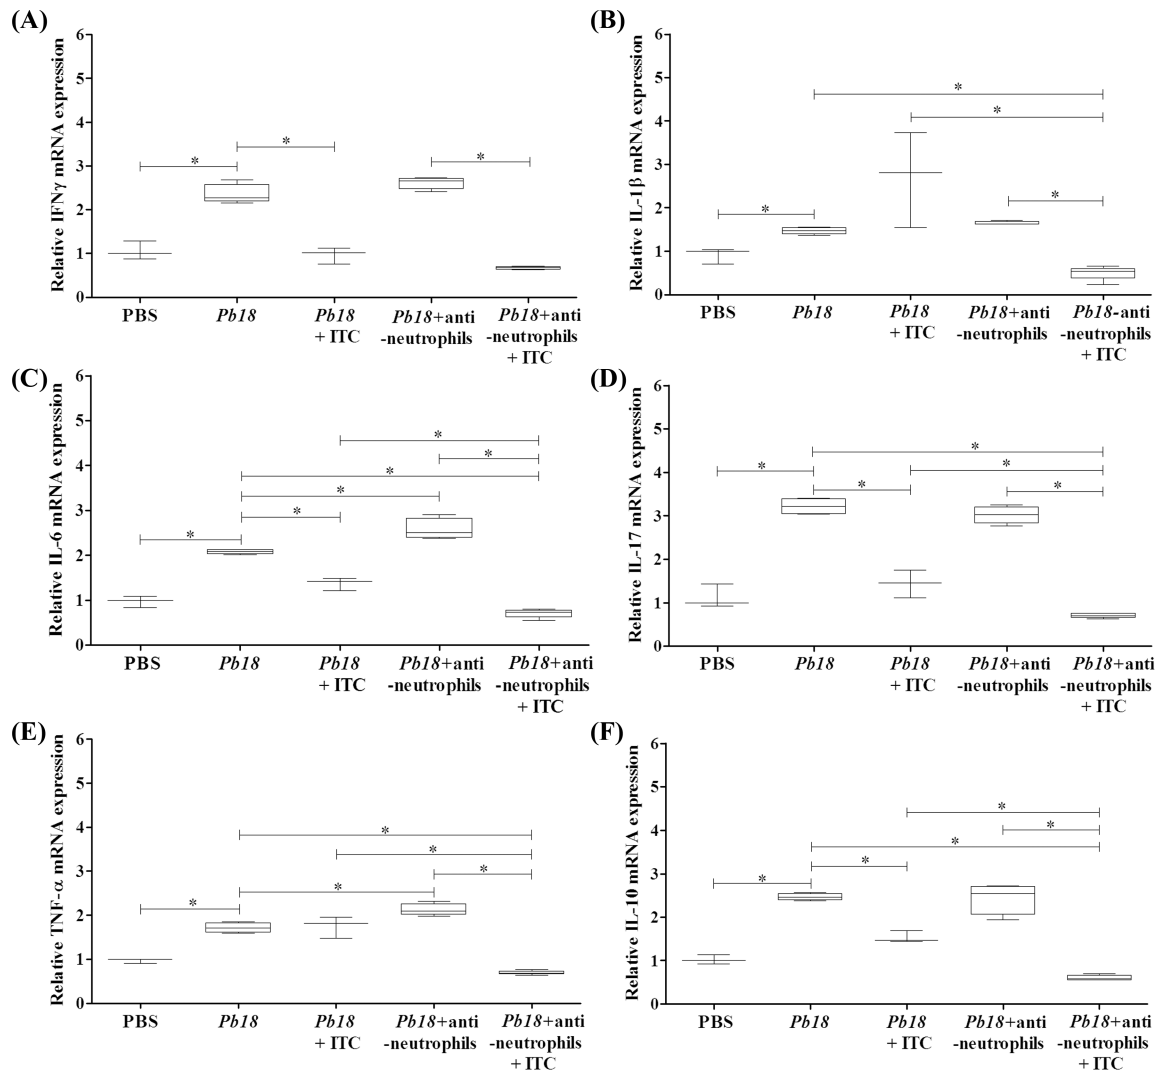 (A)
Relative IFNγ mRNA expression
6
5
4
3
2
1
0
*
*
*
PBS
Pb18
Pb18
+ ITC
Pb18+anti
-neutrophils
Pb18+anti
-neutrophils
+ ITC
(B)
Relative IL-1β mRNA expression
6
5
4
3
2
1
0
*
*
*
*
PBS
Pb18
Pb18
+ ITC
Pb18+anti
-neutrophils
Pb18-anti
-neutrophils
+ ITC
(C)
Relative IL-6 mRNA expression
6
5
4
3
2
1
0
*
*
*
*
*
*
PBS
Pb18
Pb18
+ ITC
Pb18+anti
-neutrophils
Pb18+anti
-neutrophils
+ ITC
(D)
Relative IL-17 mRNA expression
6
5
4
3
2
1
0
*
*
*
*
*
PBS
Pb18
Pb18
+ ITC
Pb18+anti
-neutrophils
Pb18+anti
-neutrophils
+ ITC
(E)
Relative TNF-α mRNA expression
6
5
4
3
2
1
0
*
*
*
*
*
PBS
Pb18
Pb18
+ ITC
Pb18+anti
-neutrophils
Pb18+anti
-neutrophils
+ ITC
(F)
Relative IL-10 mRNA expression
6
5
4
3
2
1
0
*
*
*
*
*
PBS
Pb18
Pb18
+ ITC
Pb18+anti
-neutrophils
Pb18+anti
-neutrophils
+ ITC